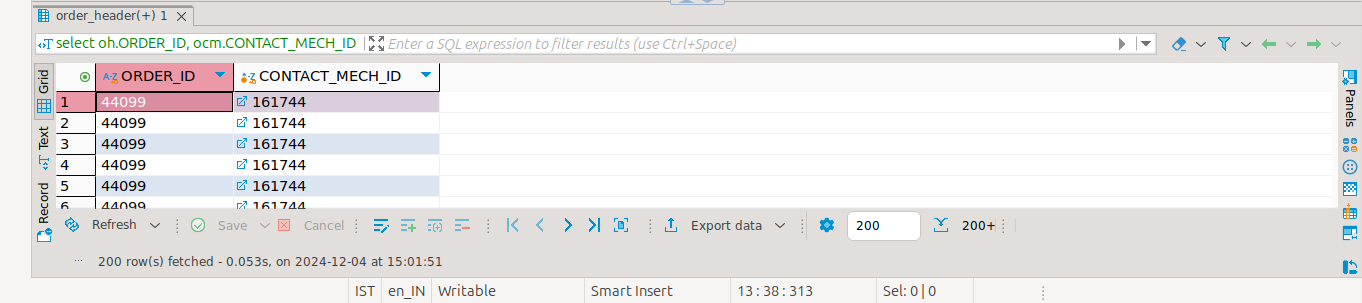 order_header(+) 1
select oh.ORDER_ID, ocm.CONTACT_MECH_ID Enter a SQL expression to filter results (use Ctrl+Space)
Grid
Text
Record
ORDER_ID CONTACT_MECH_ID
1 44099 161744
2 44099 161744
3 44099 161744
4 44099 161744
5 44099 161744
6 44099 161744
Panels
Refresh Save Cancel Export data 200 200+
... 200 row(s) fetched - 0.053s, on 2024-12-04 at 15:01:51
IST en_IN Writable Smart Insert 13 : 38 : 313 Sel: 0 | 0